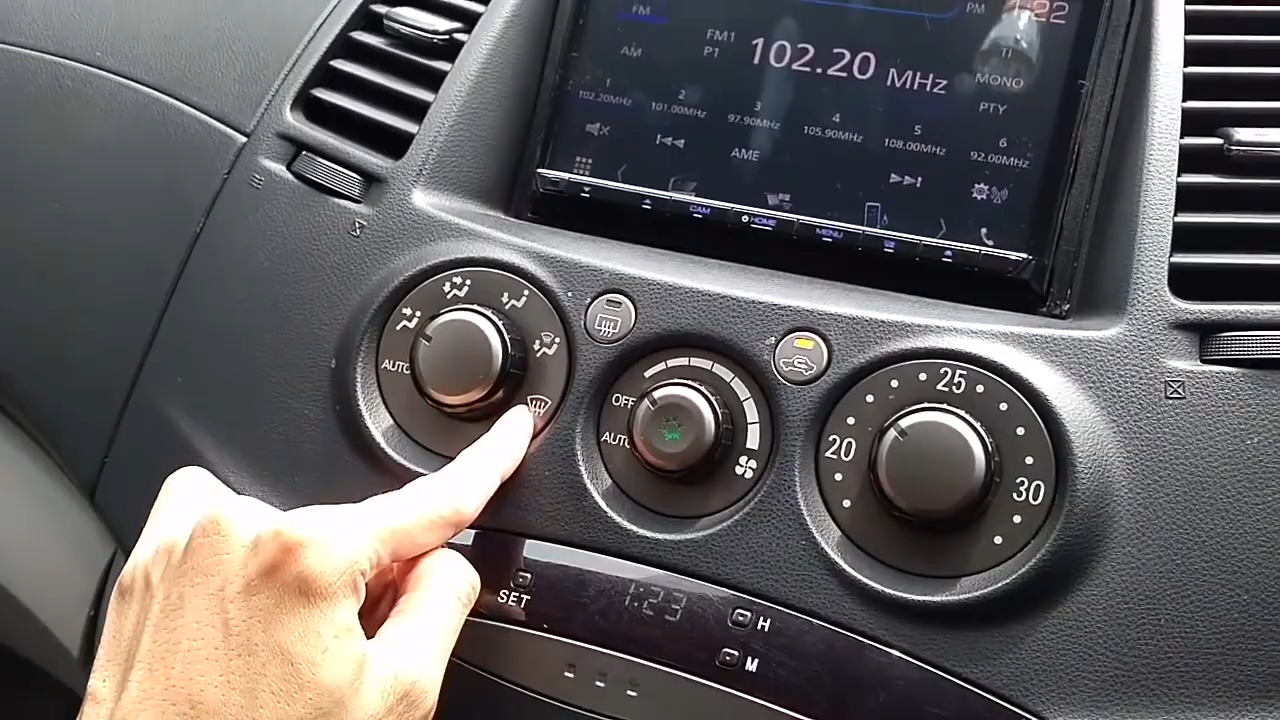 FM
PM 1:22
AM
FM1
P1
102.20 MHz
TI
MONO
PTY
1
102.20MHz
2
101.00MHz
3
97.90MHz
4
105.90MHz
5
108.00MHz
6
92.00MHz
AME
CAM
HOME
MENU
AUTO
OFF
AUTO
20
25
30
SET
1:23
H
M